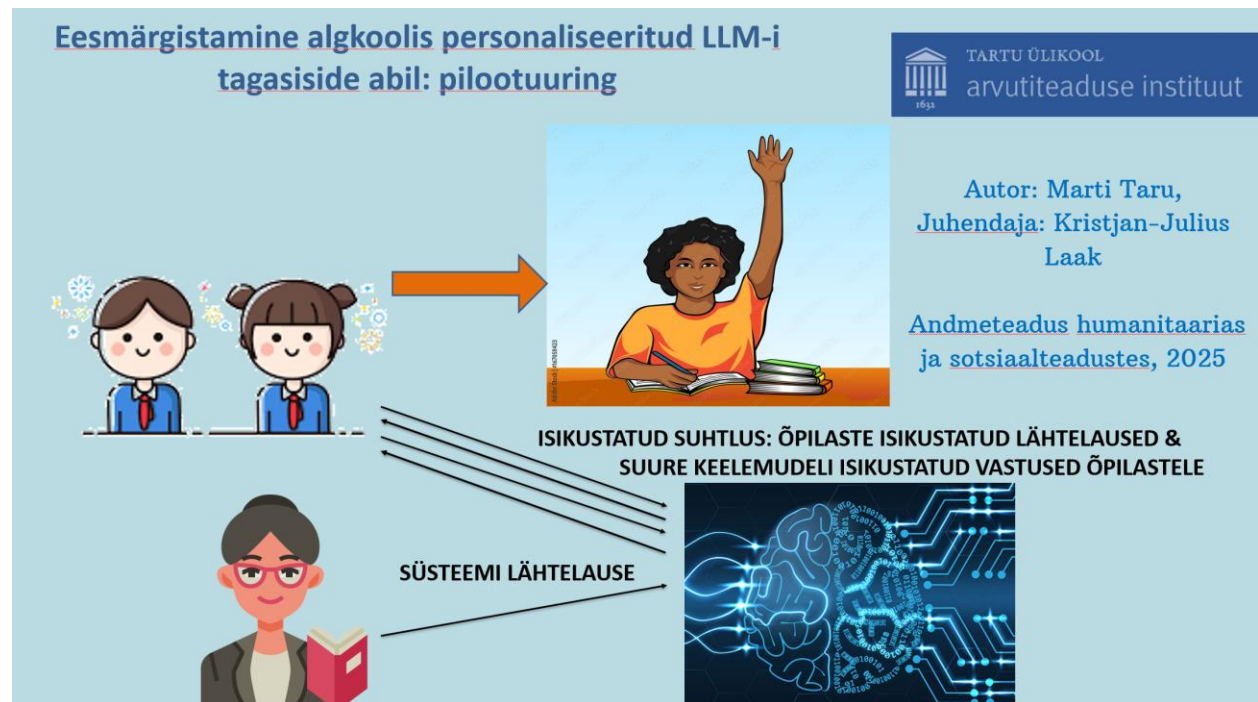 Eesmärgistamine algkoolis personaliseeritud LLM-i
tagasiside abil: pilootuuring
TARTU ÜLIKOOL
arvutiteaduse instituut
1632
Autor: Marti Taru,
Juhendaja: Kristjan-Julius
Laak
Andmeteadus humanitaarias
ja sotsiaalteadustes, 2025
ISIKUSTATUD SUHTLUS: ÕPILASTE ISIKUSTATUD LÄHTELAUSED &
SUURE KEELEMUDELI ISIKUSTATUD VASTUSED ÕPILASTELE
SÜSTEEMI LÄHTELAUSE